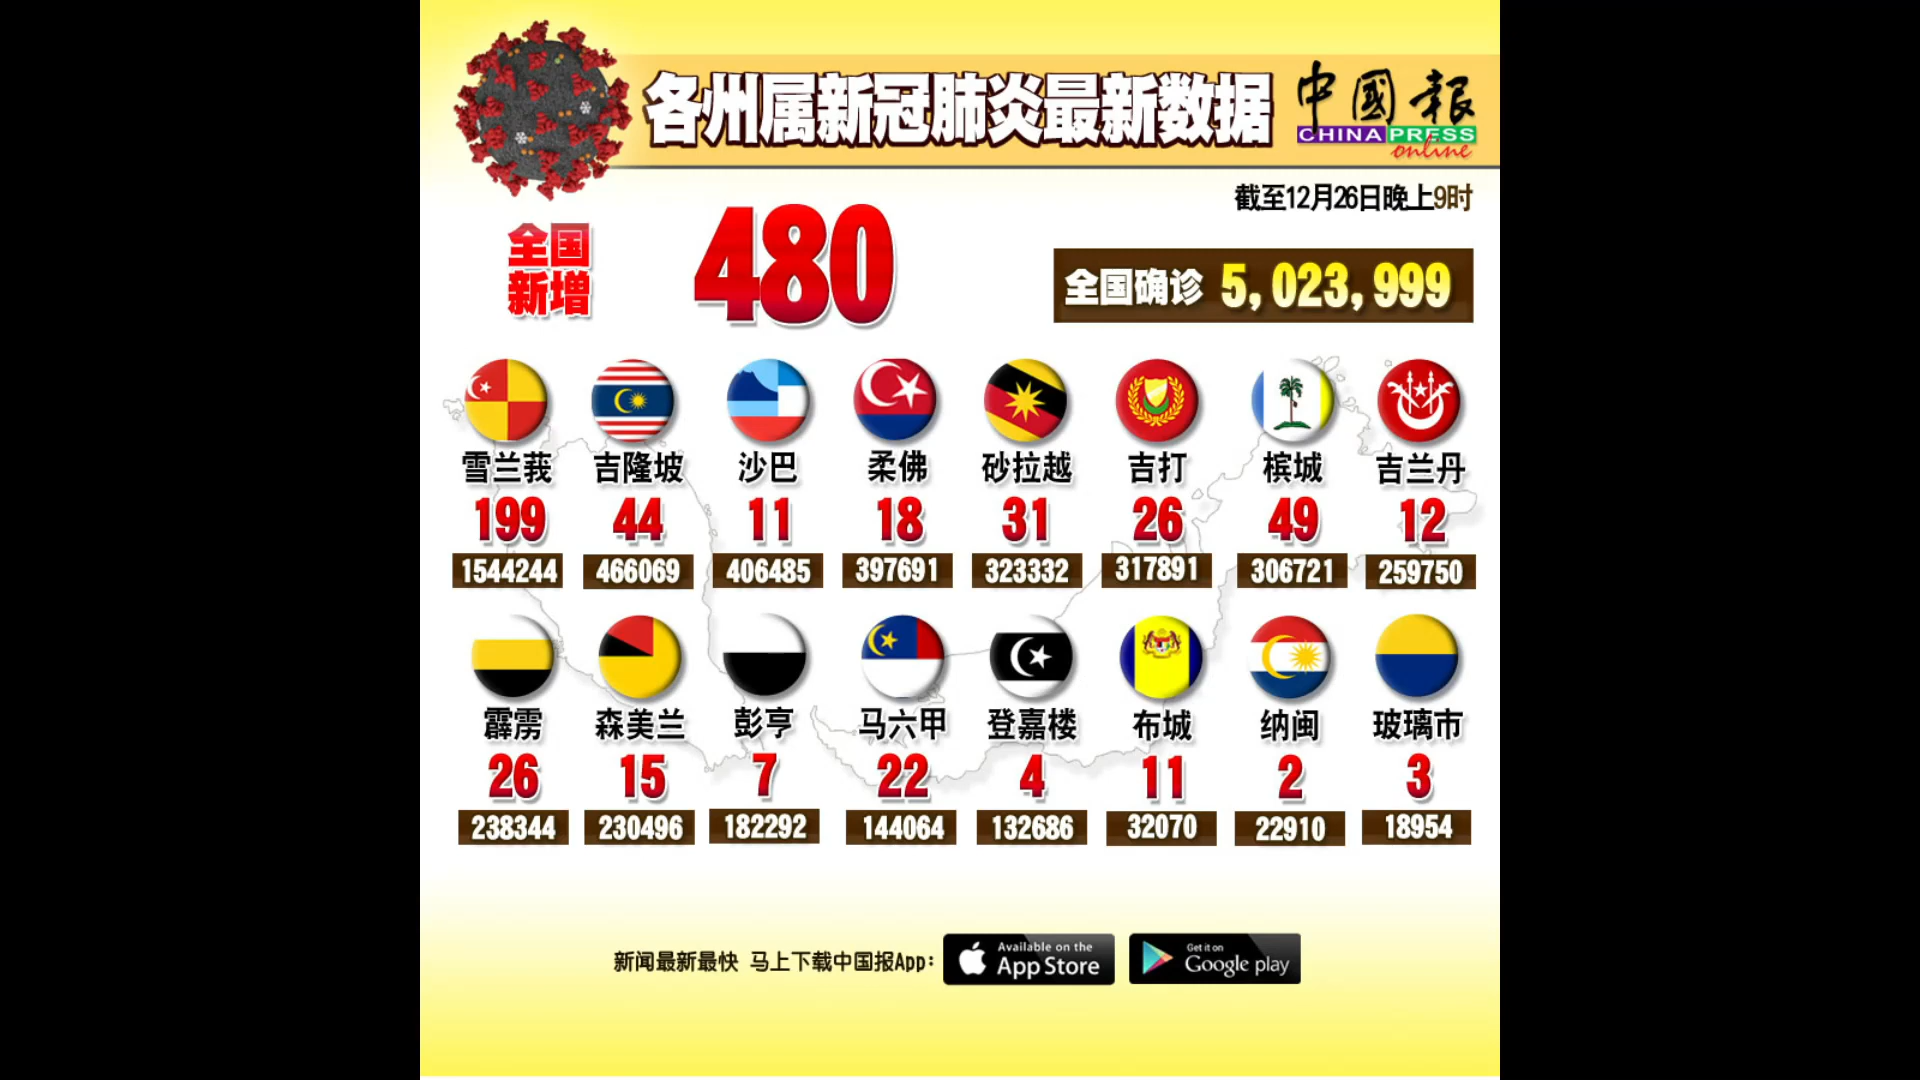 各州属新冠肺炎最新数据
中國報
CHINA PRESS
online
截至12月26日晚上9时
全国
新增
480
全国确诊 5,023,999
雪兰莪 吉隆坡 沙巴 柔佛 砂拉越 吉打 槟城 吉兰丹
199 44 11 18 31 26 49 12
1544244 466069 406485 397691 323332 317891 306721 259750
霹雳 森美兰 彭亨 马六甲 登嘉楼 布城 纳闽 玻璃市
26 15 7 22 4 11 2 3
238344 230496 182292 144064 132686 32070 22910 18954
新闻最新最快 马上下载中国报App:
Available on the
App Store
Get it on
Google play